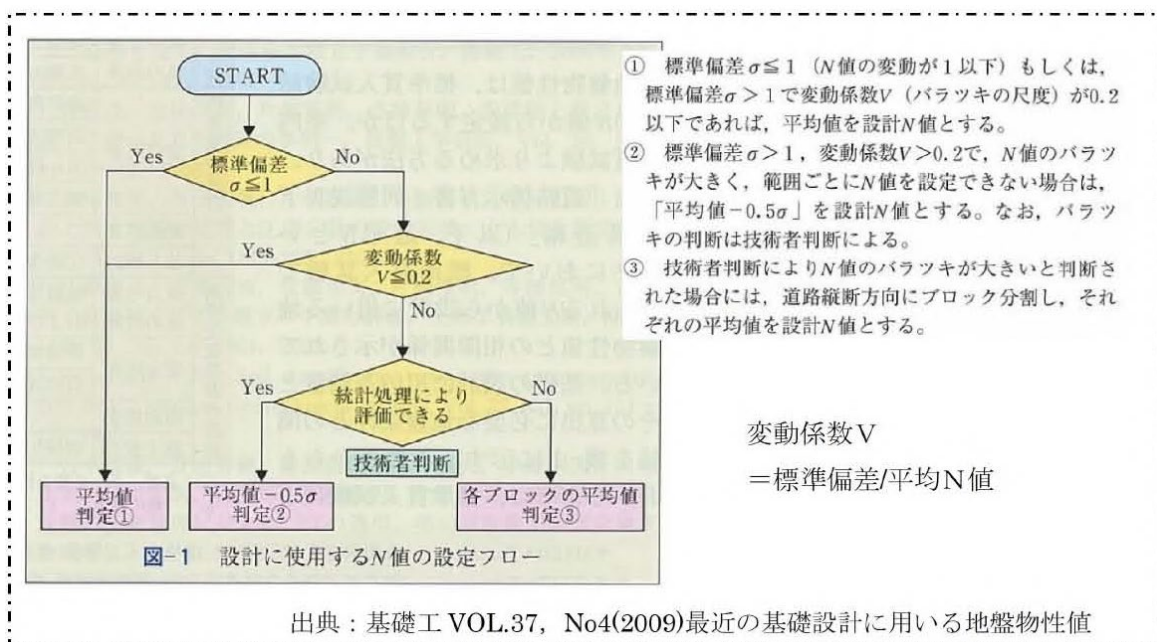 START
Yes
標準偏差
σ≦1
No
Yes
変動係数
V≦0.2
No
Yes
統計処理により
評価できる
No
技術者判断
平均値
判定①
平均値−0.5σ
判定②
各ブロックの平均値
判定③
図-1 設計に使用するN値の設定フロー
① 標準偏差σ≦1（N値の変動が1以下）もしくは，
標準偏差σ＞1で変動係数V（バラツキの尺度）が0.2
以下であれば，平均値を設計N値とする。
② 標準偏差σ＞1，変動係数V＞0.2で，N値のバラツ
キが大きく，範囲ごとにN値を設定できない場合は，
「平均値−0.5σ」を設計N値とする。なお，バラツ
キの判断は技術者判断による。
③ 技術者判断によりN値のバラツキが大きいと判断さ
れた場合には，道路縦断方向にブロック分割し，それ
ぞれの平均値を設計N値とする。
変動係数V
＝標準偏差/平均N値
出典：基礎工 VOL.37，No4(2009)最近の基礎設計に用いる地盤物性値